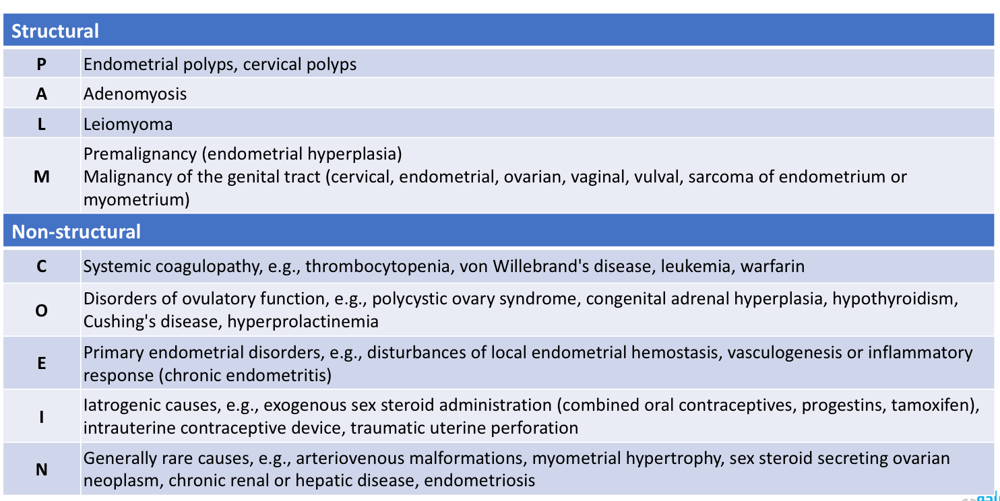 Structural
P Endometrial polyps, cervical polyps
A Adenomyosis
L Leiomyoma
Premalignancy (endometrial hyperplasia)
M Malignancy of the genital tract (cervical, endometrial, ovarian, vaginal, vulval, sarcoma of endometrium or
myometrium)
Non-structural
C Systemic coagulopathy, e.g., thrombocytopenia, von Willebrand's disease, leukemia, warfarin
O Disorders of ovulatory function, e.g., polycystic ovary syndrome, congenital adrenal hyperplasia, hypothyroidism,
Cushing's disease, hyperprolactinemia
E Primary endometrial disorders, e.g., disturbances of local endometrial hemostasis, vasculogenesis or inflammatory
response (chronic endometritis)
I Iatrogenic causes, e.g., exogenous sex steroid administration (combined oral contraceptives, progestins, tamoxifen),
intrauterine contraceptive device, traumatic uterine perforation
N Generally rare causes, e.g., arteriovenous malformations, myometrial hypertrophy, sex steroid secreting ovarian
neoplasm, chronic renal or hepatic disease, endometriosis